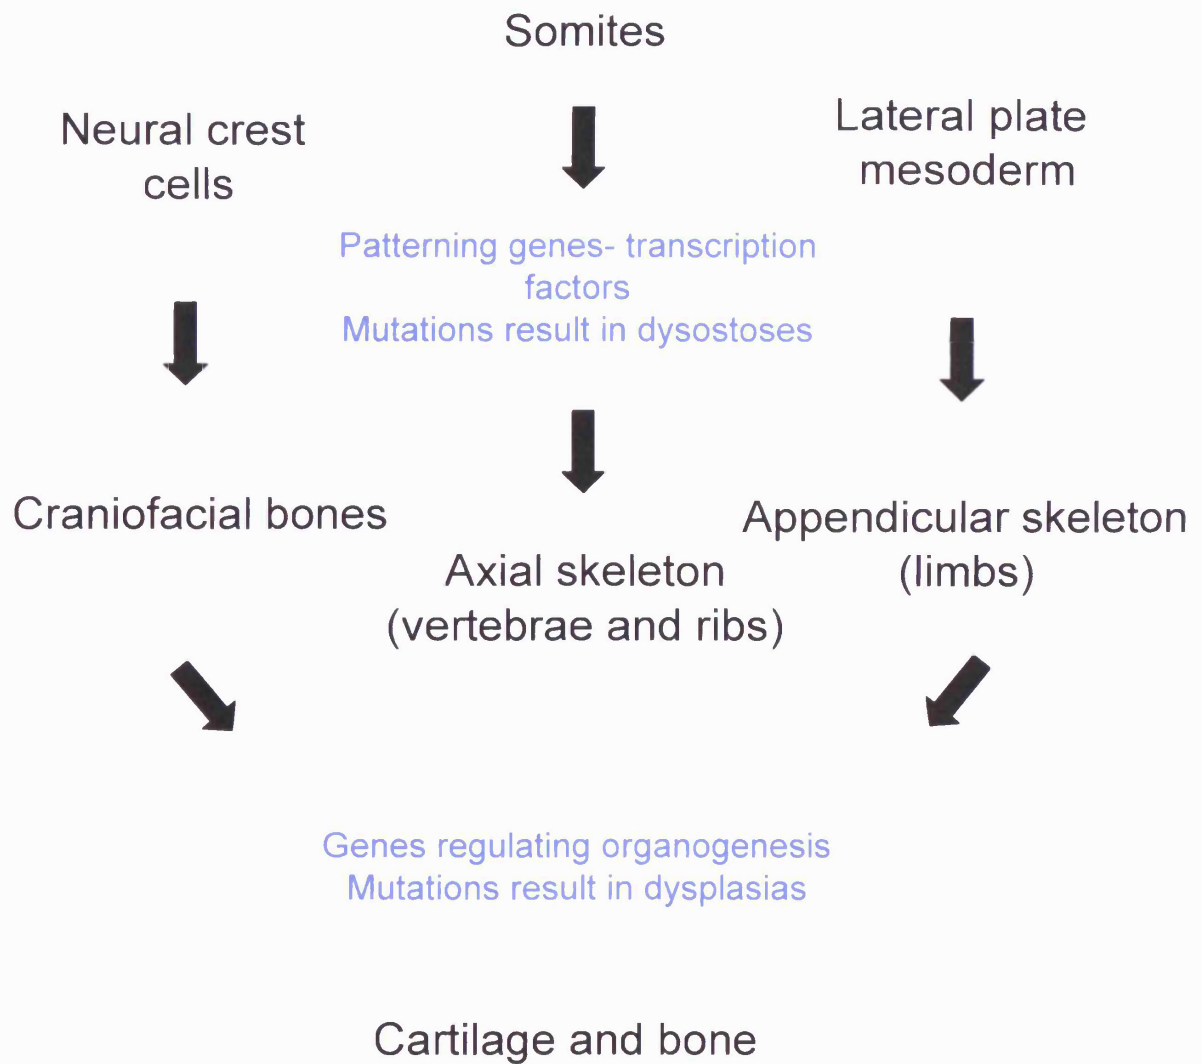 Somites
Neural crest
cells
Lateral plate
mesoderm
Patterning genes- transcription
factors
Mutations result in dysostoses
Craniofacial bones
Axial skeleton
(vertebrae and ribs)
Appendicular skeleton
(limbs)
Genes regulating organogenesis
Mutations result in dysplasias
Cartilage and bone